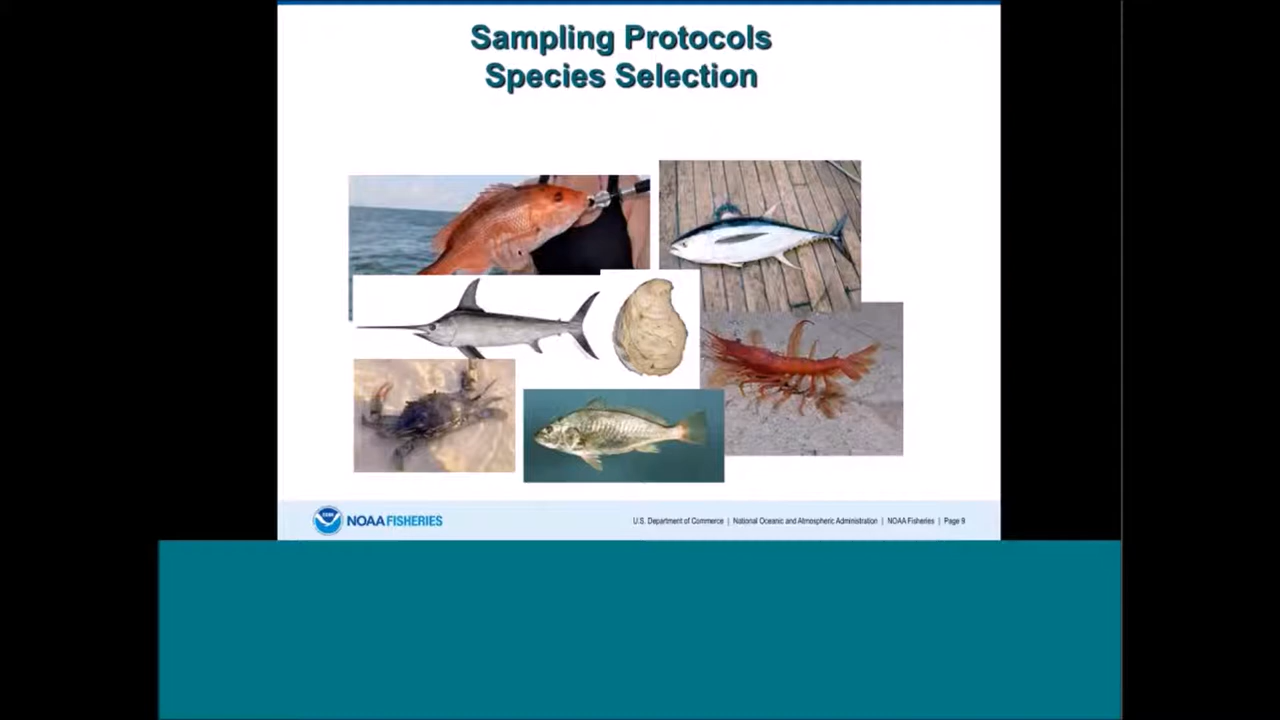 Sampling Protocols
Species Selection
NOAA FISHERIES
U.S. Department of Commerce | National Oceanic and Atmospheric Administration | NOAA Fisheries | Page 9